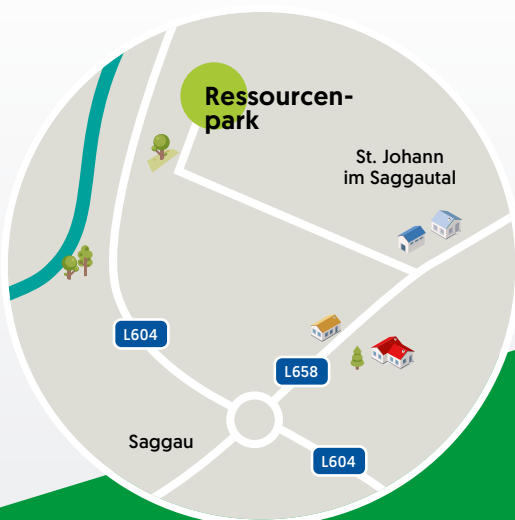 Ressourcen-
park
St. Johann
im Saggautal
L604
L658
Saggau
L604